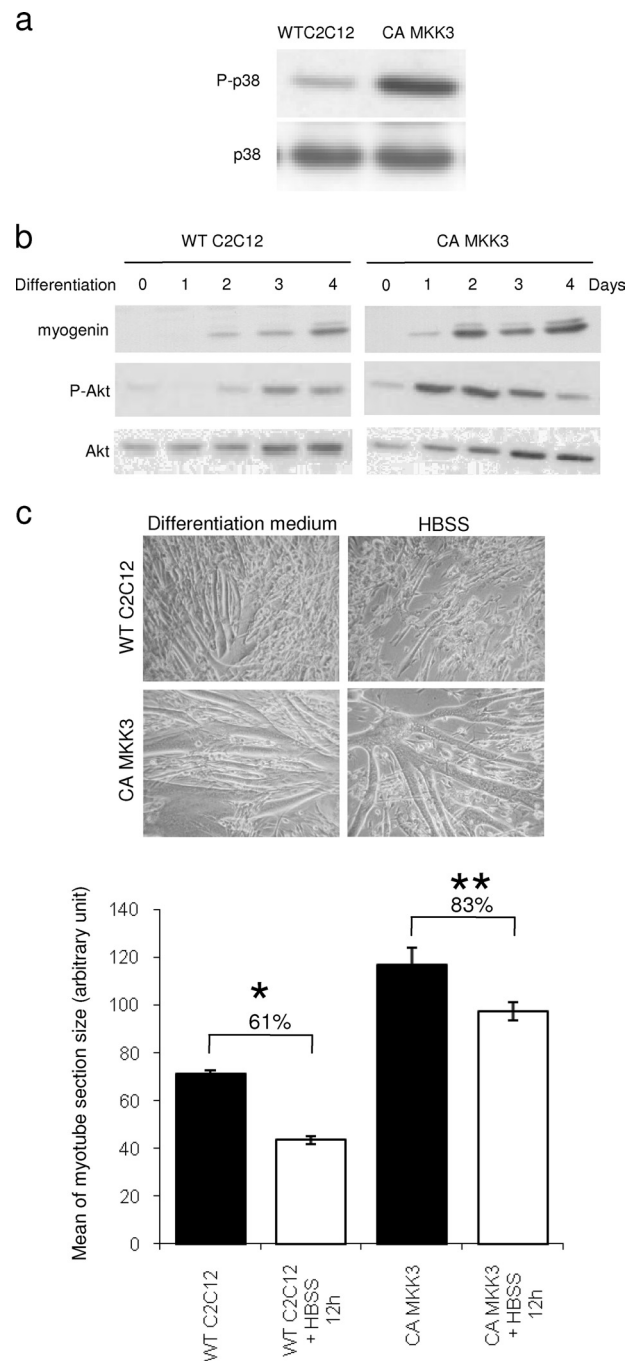 a
WTC2C12 CA MKK3
P-p38
p38
b
WT C2C12 CA MKK3
Differentiation 0 1 2 3 4 0 1 2 3 4 Days
myogenin
P-Akt
Akt
c
Differentiation medium HBSS
WT C2C12
CA MKK3
Mean of myotube section size (arbitrary unit)
140
120
100
80
60
40
20
0
*
61%
**
83%
WT C2C12
WT C2C12
+ HBSS
12h
CA MKK3
CA MKK3
+ HBSS
12h